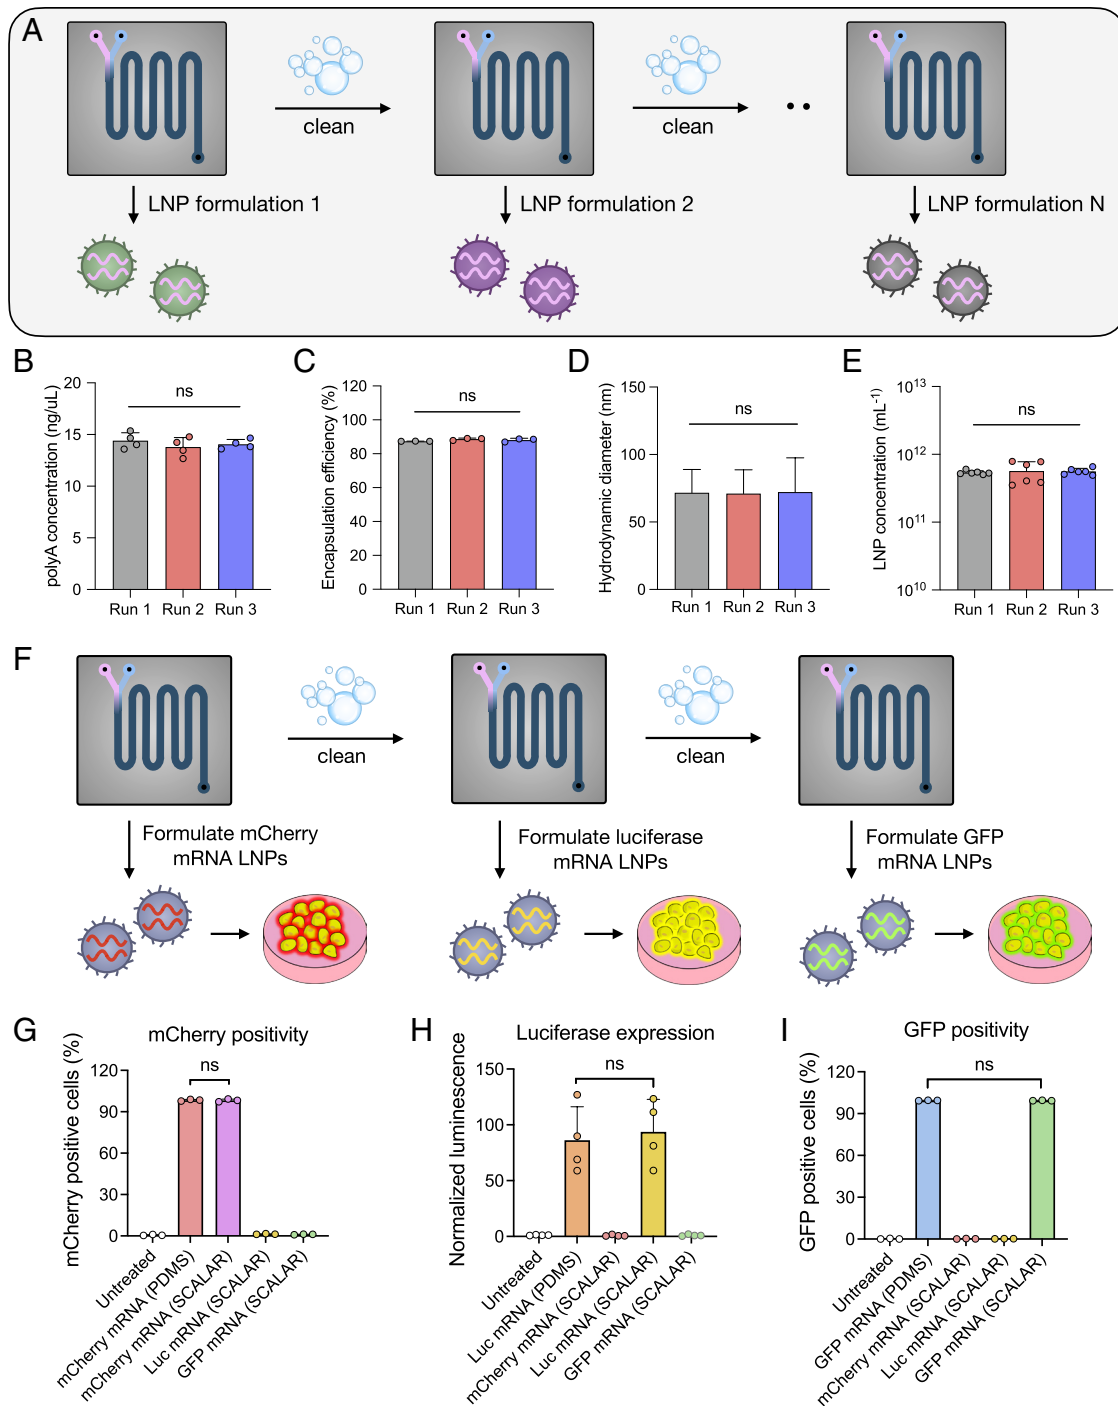 A
clean
clean
LNP formulation 1
LNP formulation 2
LNP formulation N
B
polyA concentration (ng/uL)
20
15
10
5
0
ns
Run 1 Run 2 Run 3
C
Encapsulation efficiency (%)
120
100
80
60
40
20
0
ns
Run 1 Run 2 Run 3
D
Hydrodynamic diameter (nm)
150
100
50
0
ns
Run 1 Run 2 Run 3
E
LNP concentration (mL⁻¹)
10¹³
10¹²
10¹¹
10¹⁰
ns
Run 1 Run 2 Run 3
F
clean
clean
Formulate mCherry
mRNA LNPs
Formulate luciferase
mRNA LNPs
Formulate GFP
mRNA LNPs
G
mCherry positivity
mCherry positive cells (%)
120
90
60
30
0
ns
Untreated
mCherry mRNA (PDMS)
mCherry mRNA (SCALAR)
Luc mRNA (SCALAR)
GFP mRNA (SCALAR)
H
Luciferase expression
Normalized luminescence
150
100
50
0
ns
Untreated
Luc mRNA (PDMS)
mCherry mRNA (SCALAR)
Luc mRNA (SCALAR)
GFP mRNA (SCALAR)
I
GFP positivity
GFP positive cells (%)
120
90
60
30
0
ns
Untreated
GFP mRNA (PDMS)
mCherry mRNA (SCALAR)
Luc mRNA (SCALAR)
GFP mRNA (SCALAR)